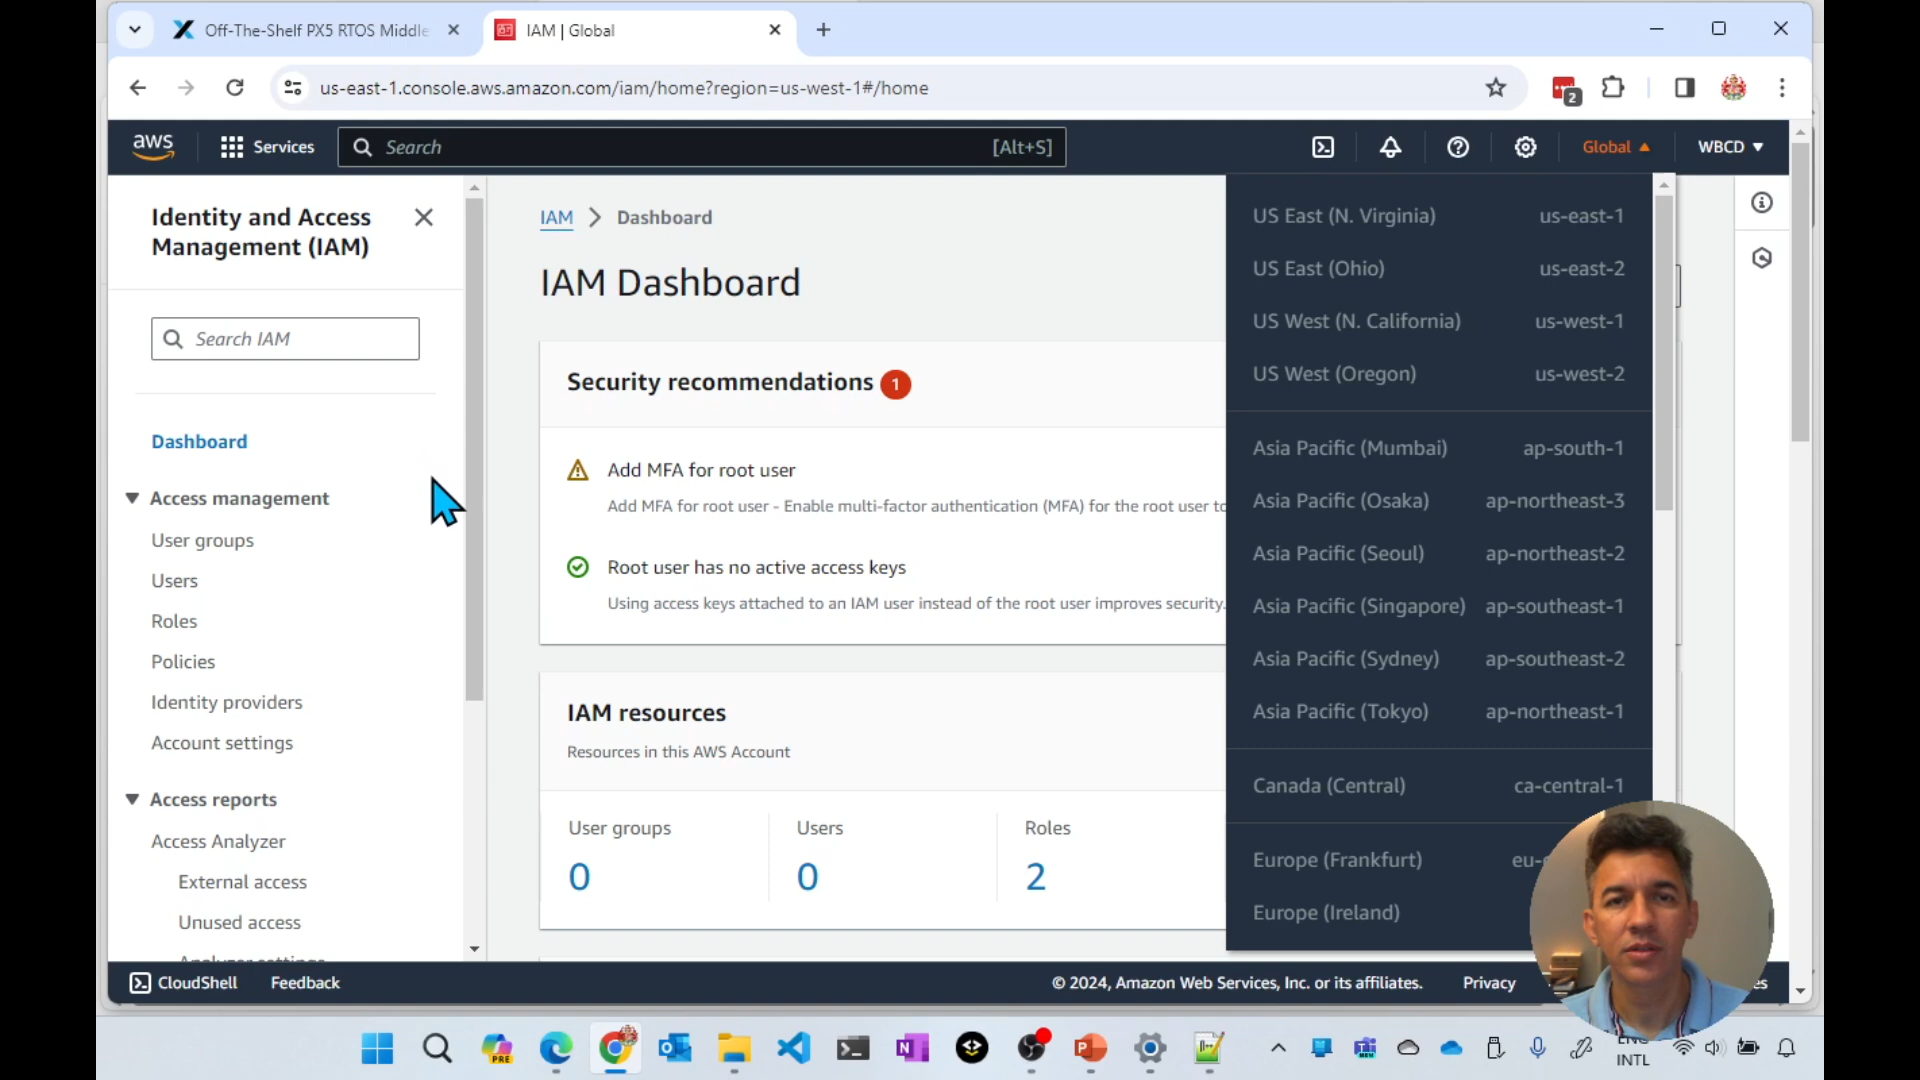 Off-The-Shelf PX5 RTOS Middle
IAM | Global
us-east-1.console.aws.amazon.com/iam/home?region=us-west-1#/home
2
aws
Services
Search
[Alt+S]
Global
WBCD
Identity and Access
Management (IAM)
Search IAM
Dashboard
Access management
User groups
Users
Roles
Policies
Identity providers
Account settings
Access reports
Access Analyzer
External access
Unused access
Analyzer settings
IAM
Dashboard
IAM Dashboard
Security recommendations 1
Add MFA for root user
Add MFA for root user - Enable multi-factor authentication (MFA) for the root user to
Root user has no active access keys
Using access keys attached to an IAM user instead of the root user improves security.
IAM resources
Resources in this AWS Account
User groups
0
Users
0
Roles
2
US East (N. Virginia) us-east-1
US East (Ohio) us-east-2
US West (N. California) us-west-1
US West (Oregon) us-west-2
Asia Pacific (Mumbai) ap-south-1
Asia Pacific (Osaka) ap-northeast-3
Asia Pacific (Seoul) ap-northeast-2
Asia Pacific (Singapore) ap-southeast-1
Asia Pacific (Sydney) ap-southeast-2
Asia Pacific (Tokyo) ap-northeast-1
Canada (Central) ca-central-1
Europe (Frankfurt) eu-
Europe (Ireland)
CloudShell
Feedback
© 2024, Amazon Web Services, Inc. or its affiliates.
Privacy
PRE
ENG
INTL